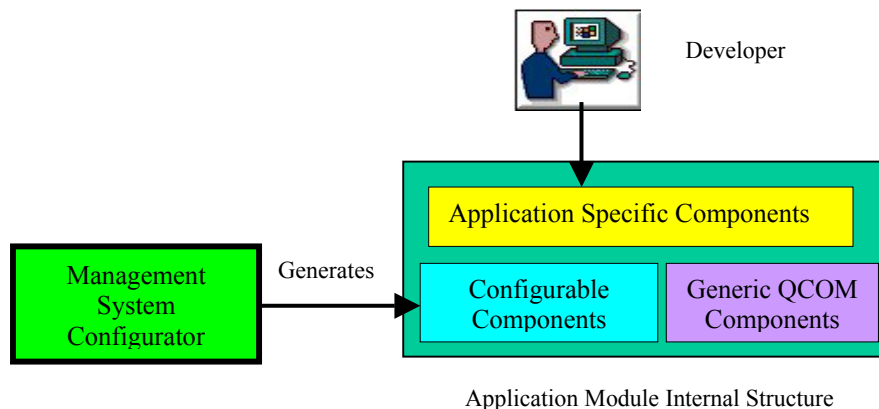 Developer
Application Specific Components
Management
System
Configurator
Generates
Configurable
Components
Generic QCOM
Components
Application Module Internal Structure